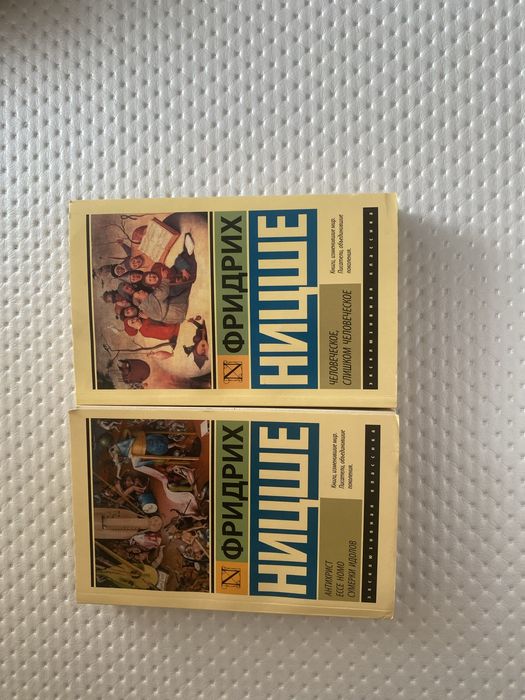 ФРИДРИХ
НИЦШЕ
Книги, изменившие мир.
Писатели, объединившие
поколения.
ЧЕЛОВЕЧЕСКОЕ,
СЛИШКОМ ЧЕЛОВЕЧЕСКОЕ
ЭКСКЛЮЗИВНАЯ КЛАССИКА
ФРИДРИХ
НИЦШЕ
Книги, изменившие мир.
Писатели, объединившие
поколения.
АНТИХРИСТ
ECCE HOMO
СУМЕРКИ ИДОЛОВ
ЭКСКЛЮЗИВНАЯ КЛАССИКА